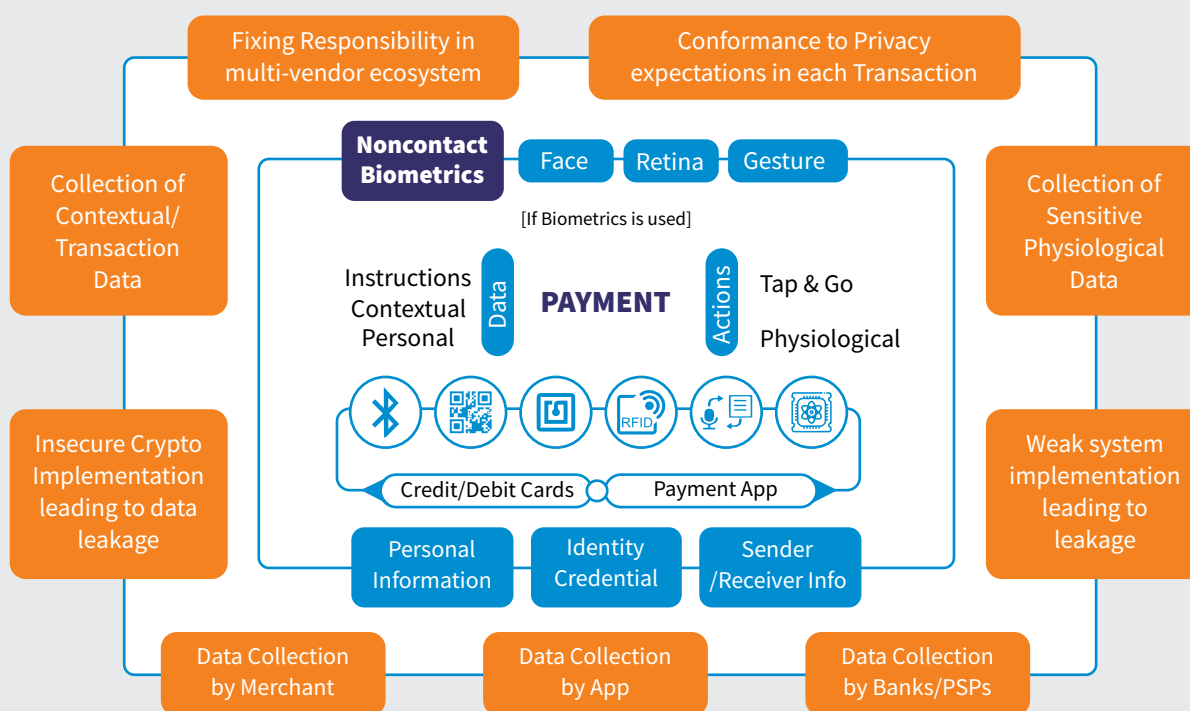 Fixing Responsibility in
multi-vendor ecosystem
Conformance to Privacy
expectations in each Transaction
Noncontact
Biometrics
Face
Retina
Gesture
[If Biometrics is used]
Collection of
Contextual/
Transaction
Data
Collection of
Sensitive
Physiological
Data
Instructions
Contextual
Personal
Data
PAYMENT
Actions
Tap & Go
Physiological
RFID
Insecure Crypto
Implementation
leading to data
leakage
Weak system
implementation
leading to
leakage
Credit/Debit Cards
Payment App
Personal
Information
Identity
Credential
Sender
/Receiver Info
Data Collection
by Merchant
Data Collection
by App
Data Collection
by Banks/PSPs